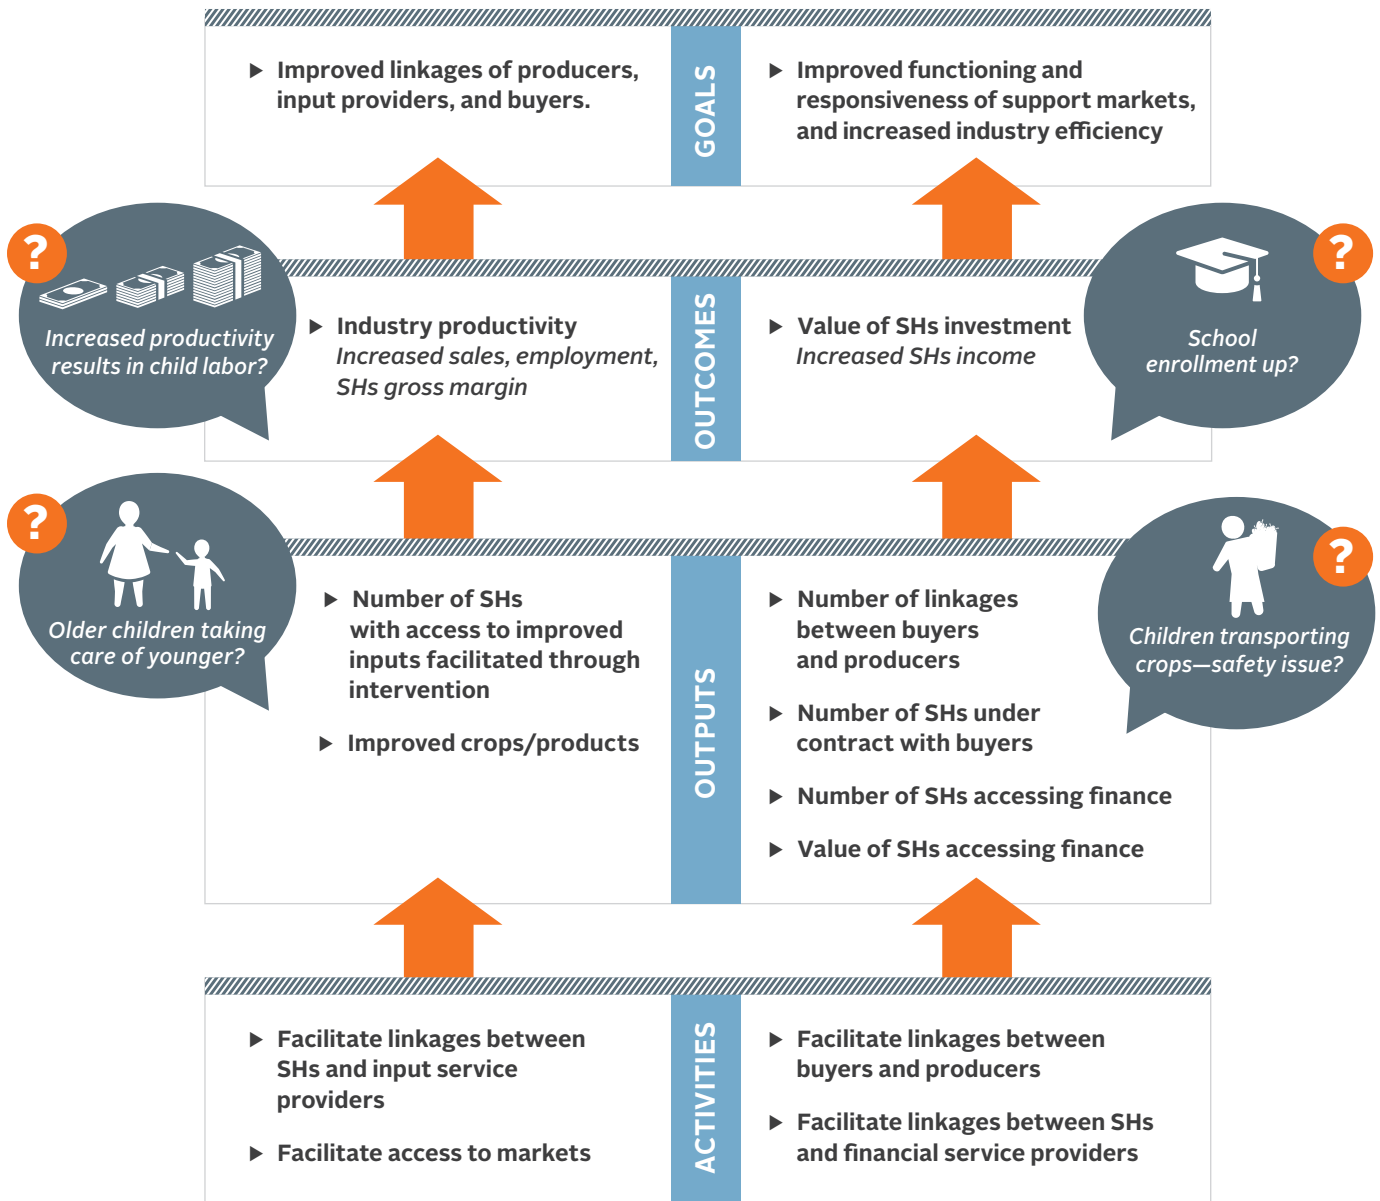 ▶ Improved linkages of producers,
input providers, and buyers.
GOALS
▶ Improved functioning and
responsiveness of support markets,
and increased industry efficiency
?
Increased productivity
results in child labor?
▶ Industry productivity
Increased sales, employment,
SHs gross margin
OUTCOMES
▶ Value of SHs investment
Increased SHs income
?
School
enrollment up?
?
Older children taking
care of younger?
▶ Number of SHs
with access to improved
inputs facilitated through
intervention
▶ Improved crops/products
OUTPUTS
▶ Number of linkages
between buyers
and producers
▶ Number of SHs under
contract with buyers
▶ Number of SHs accessing finance
▶ Value of SHs accessing finance
?
Children transporting
crops—safety issue?
▶ Facilitate linkages between
SHs and input service
providers
▶ Facilitate access to markets
ACTIVITIES
▶ Facilitate linkages between
buyers and producers
▶ Facilitate linkages between SHs
and financial service providers